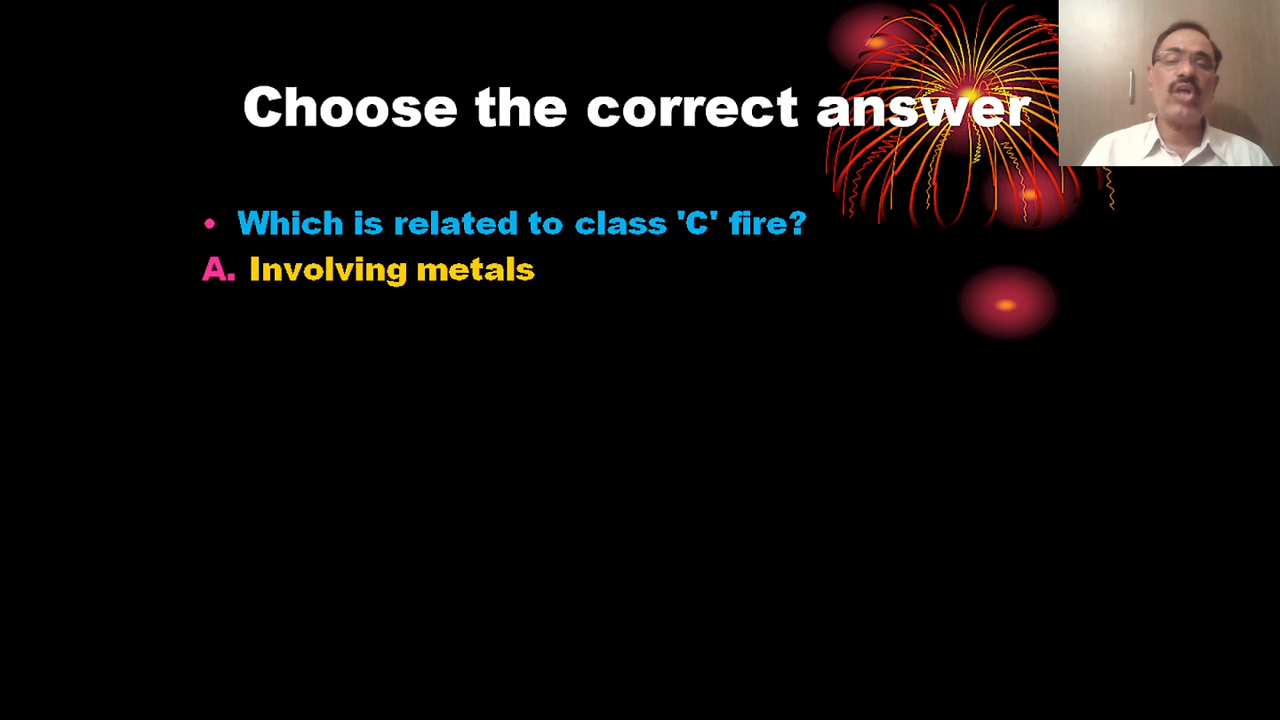 Choose the correct answer
• Which is related to class 'C' fire?
A. Involving metals